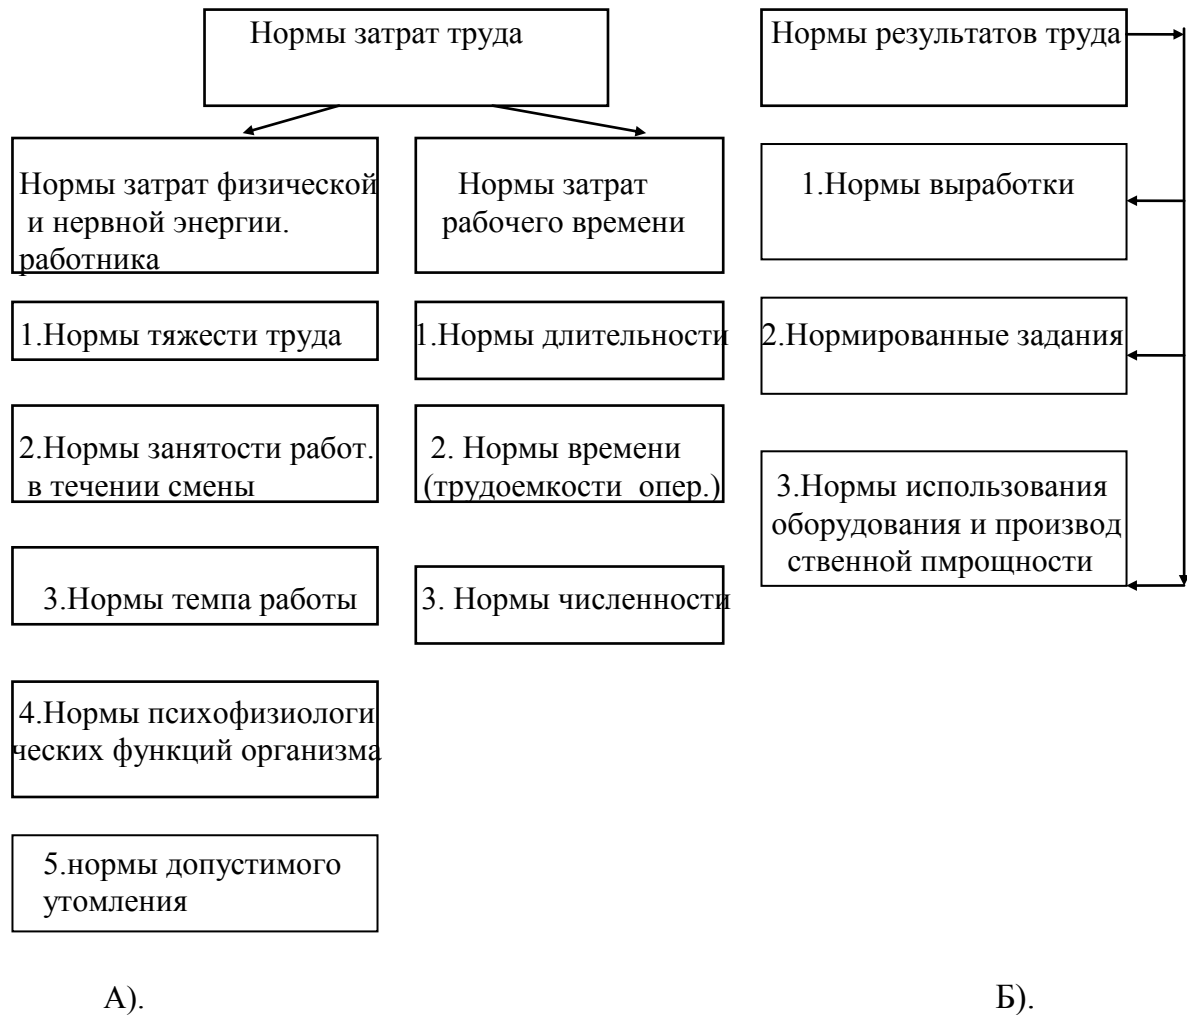 Нормы затрат труда
Нормы результатов труда
Нормы затрат физической
и нервной энергии.
работника
Нормы затрат
рабочего времени
1.Нормы выработки
1.Нормы тяжести труда
1.Нормы длительности
2.Нормированные задания
2.Нормы занятости работ.
в течении смены
2. Нормы времени
(трудоемкости опер.)
3.Нормы использования
оборудования и производ
ственной пмрощности
3.Нормы темпа работы
3. Нормы численности
4.Нормы психофизиологи
ческих функций организма
5.нормы допустимого
утомления
А).
Б).